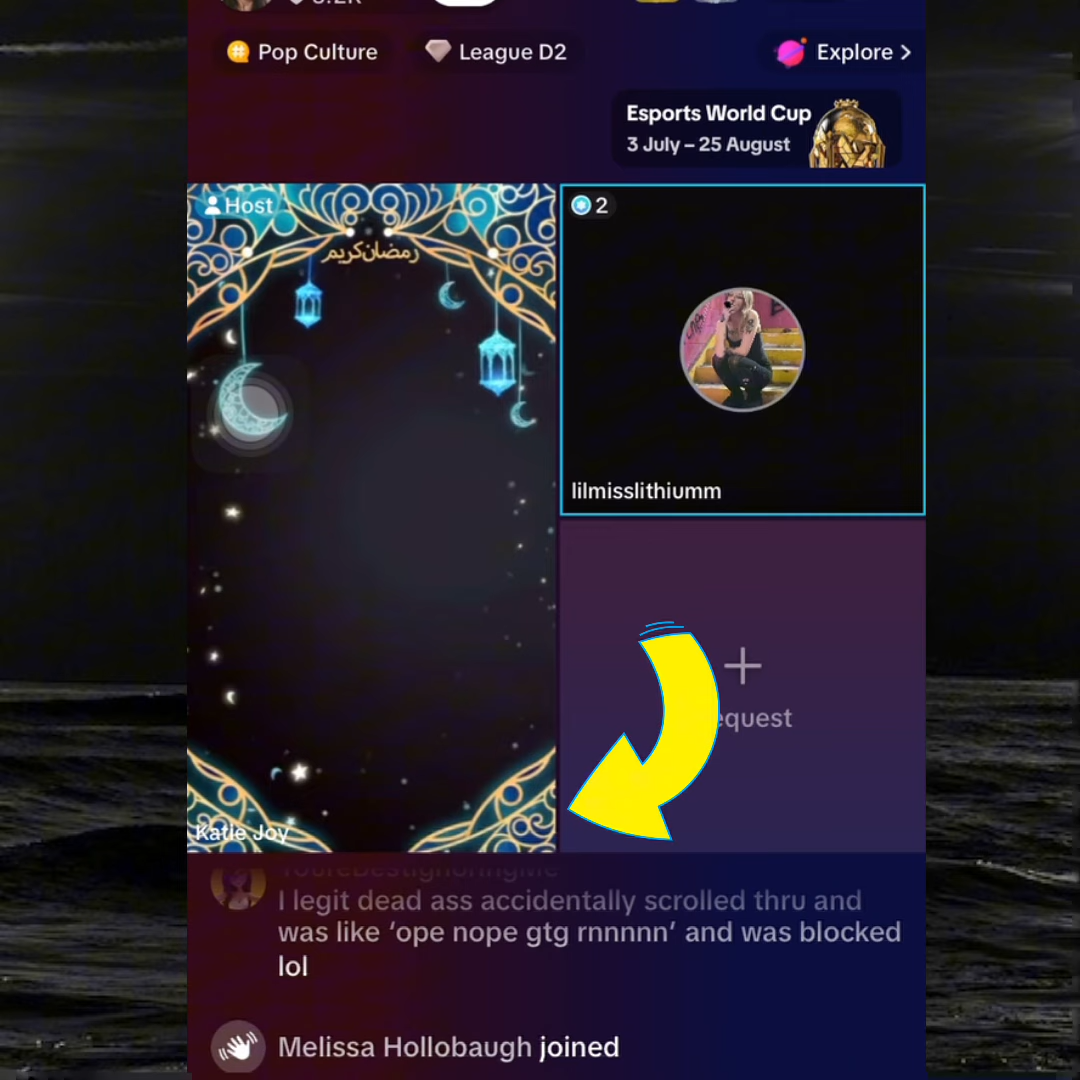 Pop Culture
League D2
Explore >
Esports World Cup
3 July – 25 August
Host
2
رمضان كريم
lilmisslithiumm
equest
Katie Joy
I legit dead ass accidentally scrolled thru and
was like ‘ope nope gtg rnnnnn’ and was blocked
lol
Melissa Hollobaugh joined